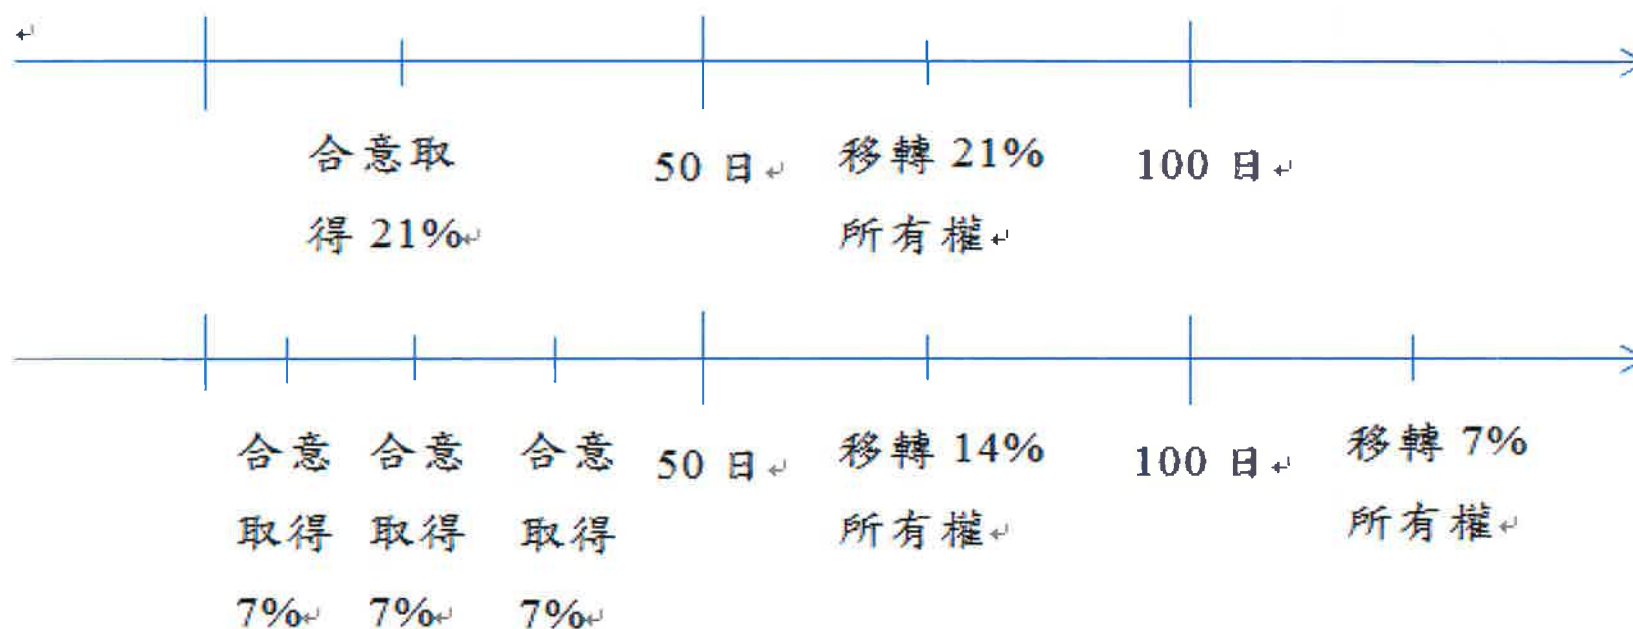 合意取
得 21%
50 日
移轉 21%
所有權
100 日
合意
取得
7%
合意
取得
7%
合意
取得
7%
50 日
移轉 14%
所有權
100 日
移轉 7%
所有權